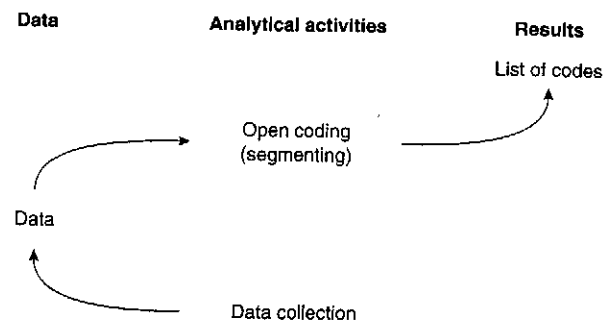 Data Analytical activities Results
List of codes
Open coding
(segmenting)
Data
Data collection